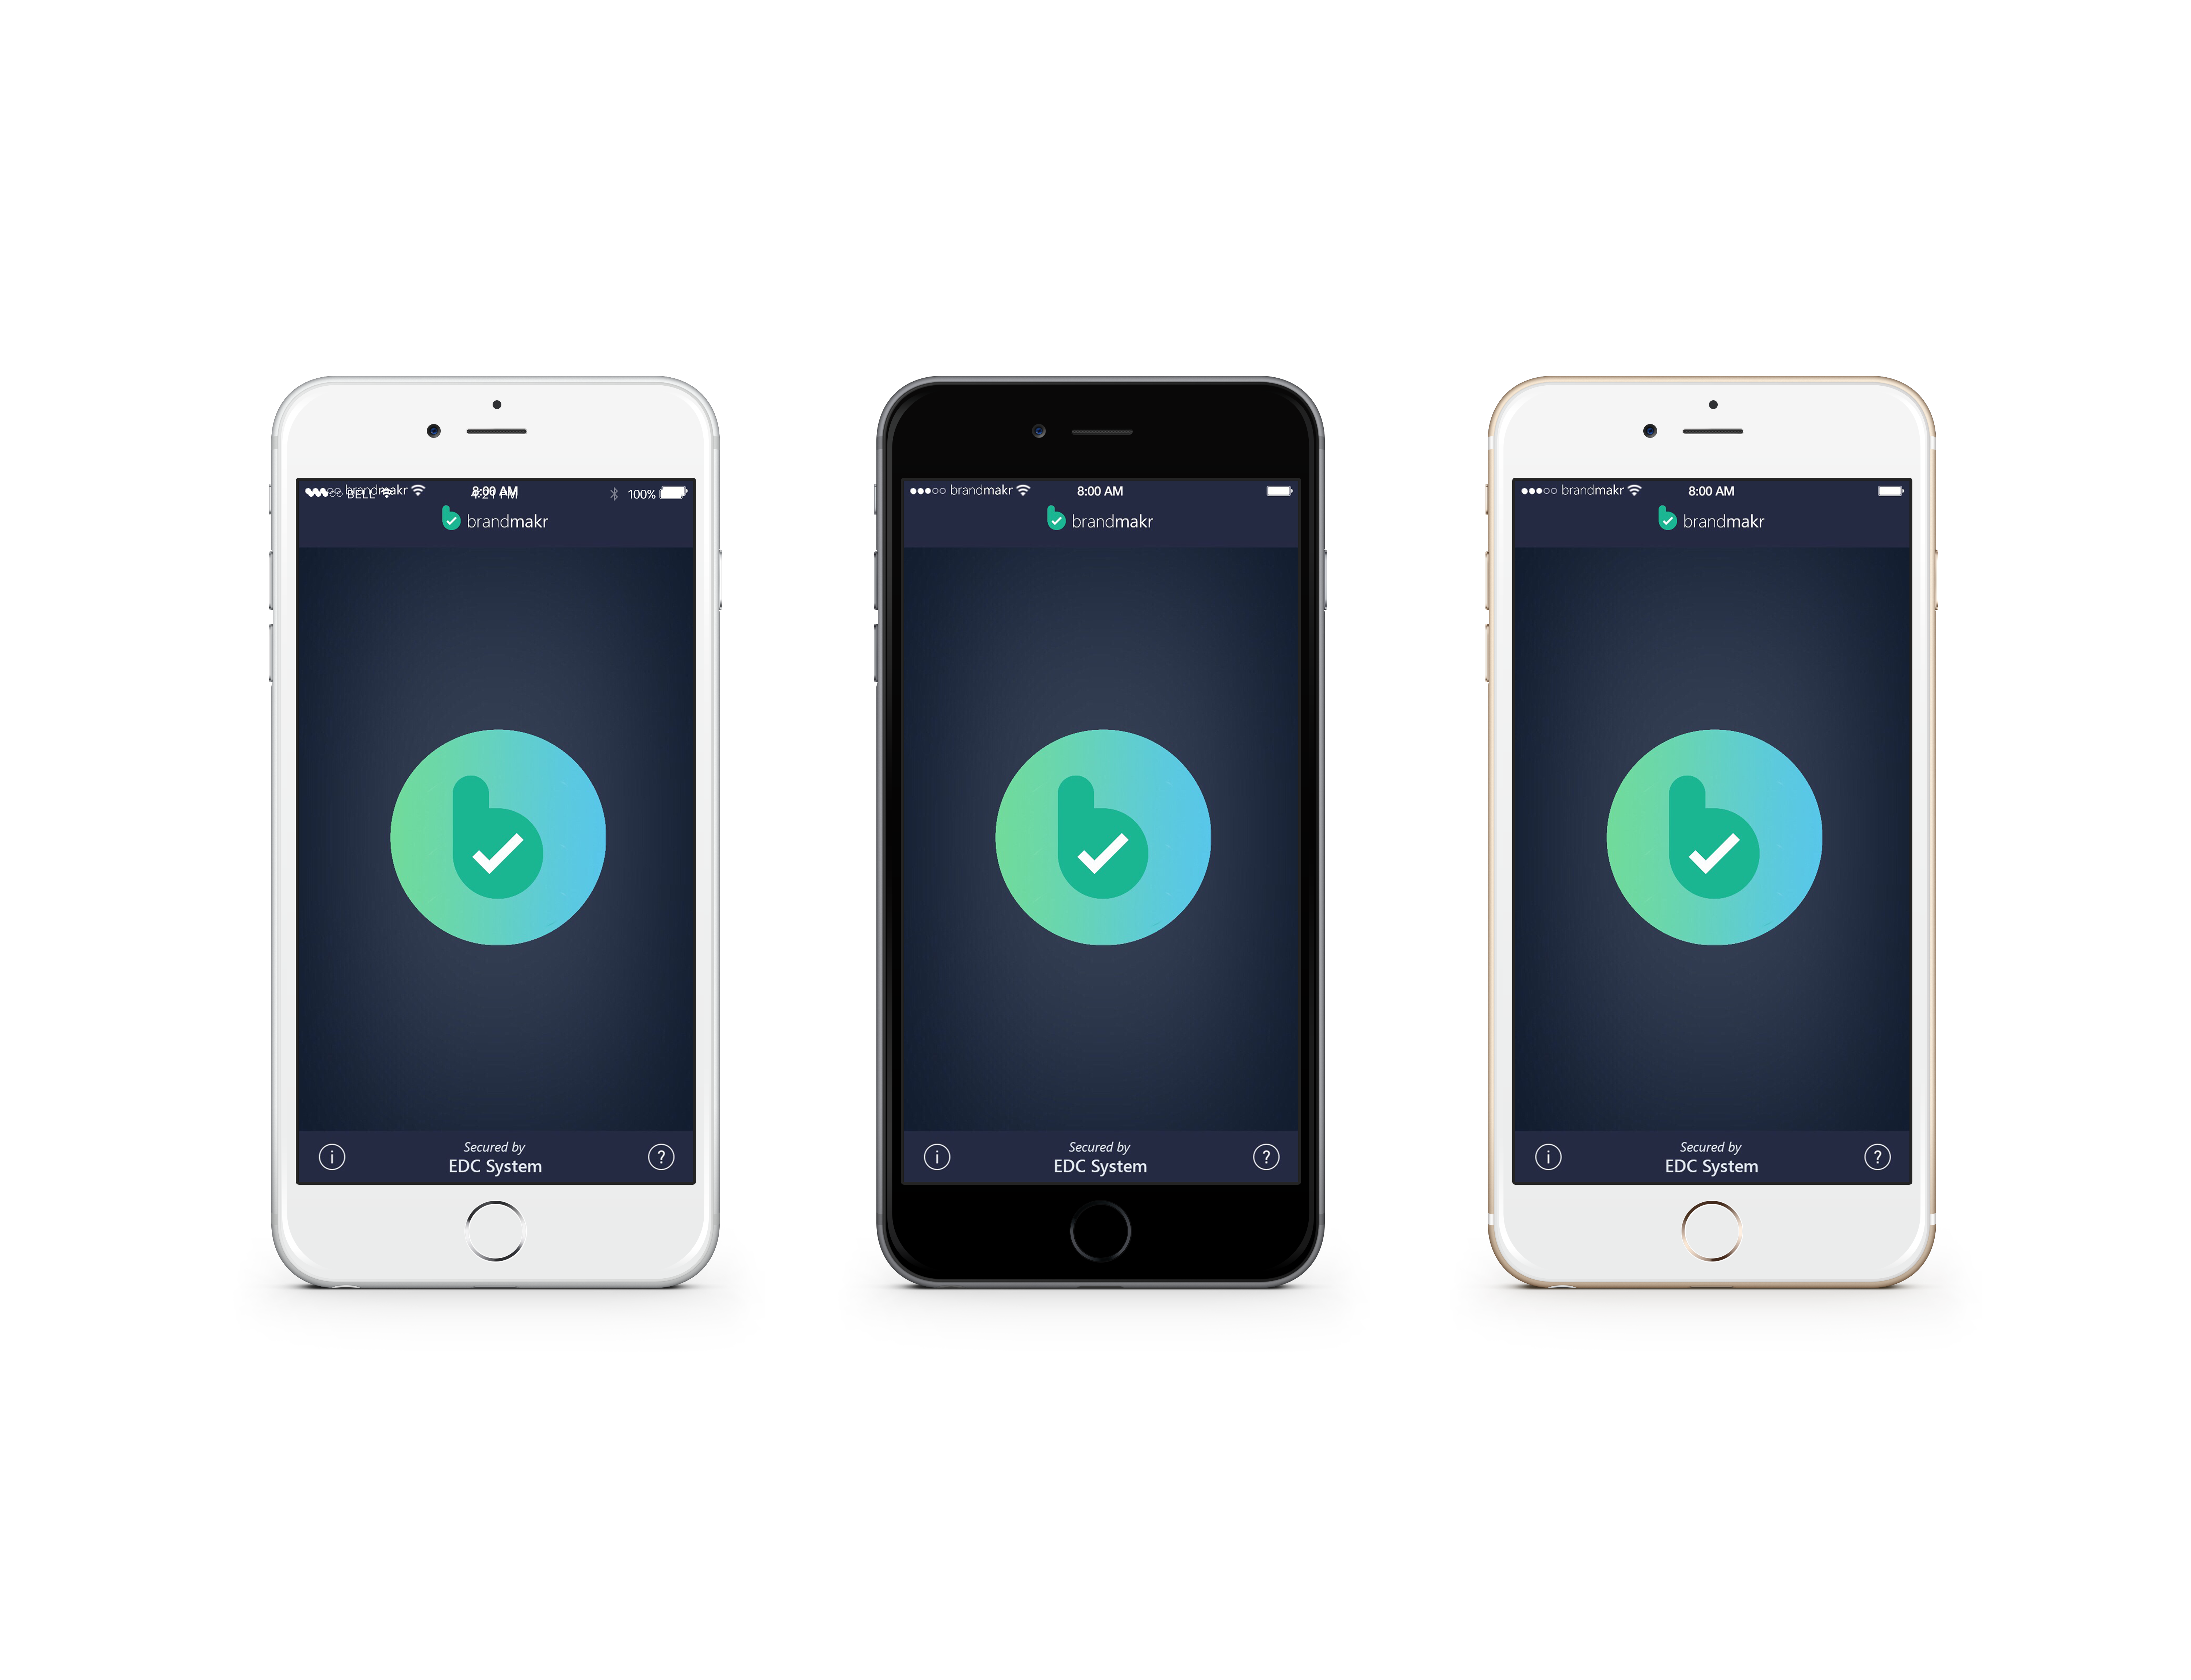 BELL brandmakr 8:00 AM 4:21 PM 100%
brandmakr
Secured by
EDC System
i
?
brandmakr 8:00 AM
brandmakr
Secured by
EDC System
i
?
brandmakr 8:00 AM
brandmakr
Secured by
EDC System
i
?